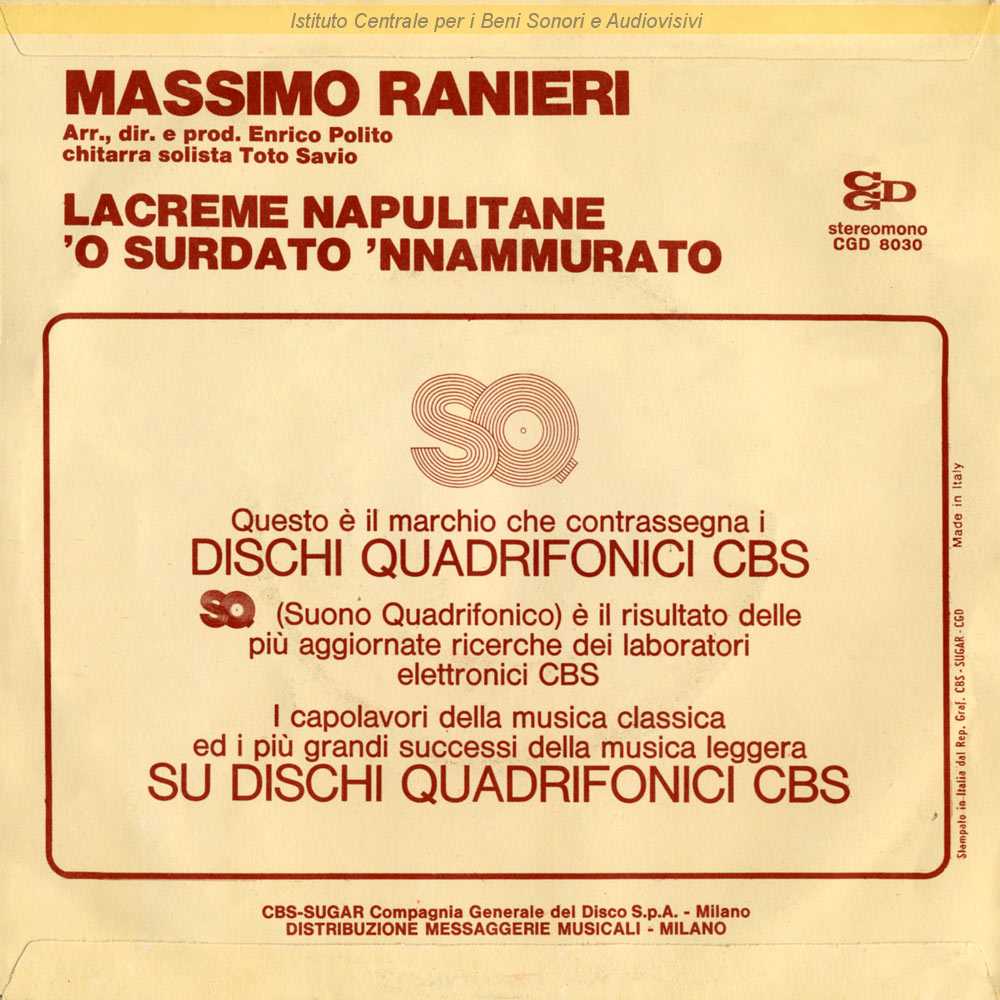 Istituto Centrale per i Beni Sonori e Audiovisivi
MASSIMO RANIERI
Arr., dir. e prod. Enrico Polito
chitarra solista Toto Savio
LACREME NAPULITANE
'O SURDATO 'NNAMMURATO
CGD
stereomono
CGD 8030
SQ
Questo è il marchio che contrassegna i
DISCHI QUADRIFONICI CBS
SQ (Suono Quadrifonico) è il risultato delle
più aggiornate ricerche dei laboratori
elettronici CBS
I capolavori della musica classica
ed i più grandi successi della musica leggera
SU DISCHI QUADRIFONICI CBS
Made in Italy
Stampato in Italia dal Rep. Graf. CBS - SUGAR - CGD
CBS-SUGAR Compagnia Generale del Disco S.p.A. - Milano
DISTRIBUZIONE MESSAGGERIE MUSICALI - MILANO